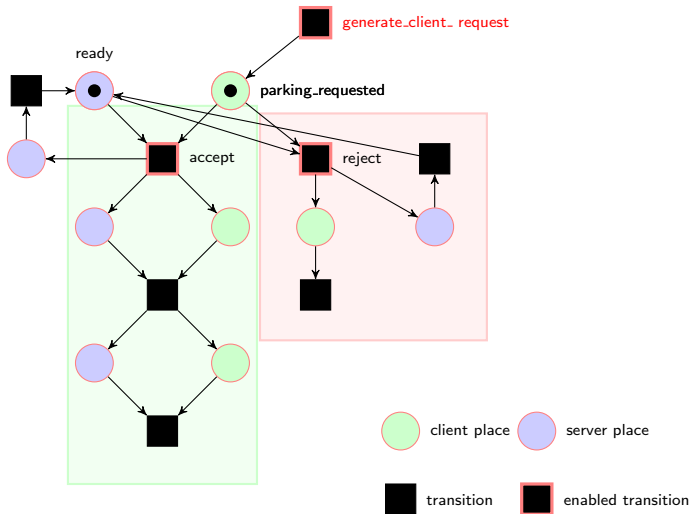 generate_client_ request
ready
parking_requested
accept
reject
client place
server place
transition
enabled transition